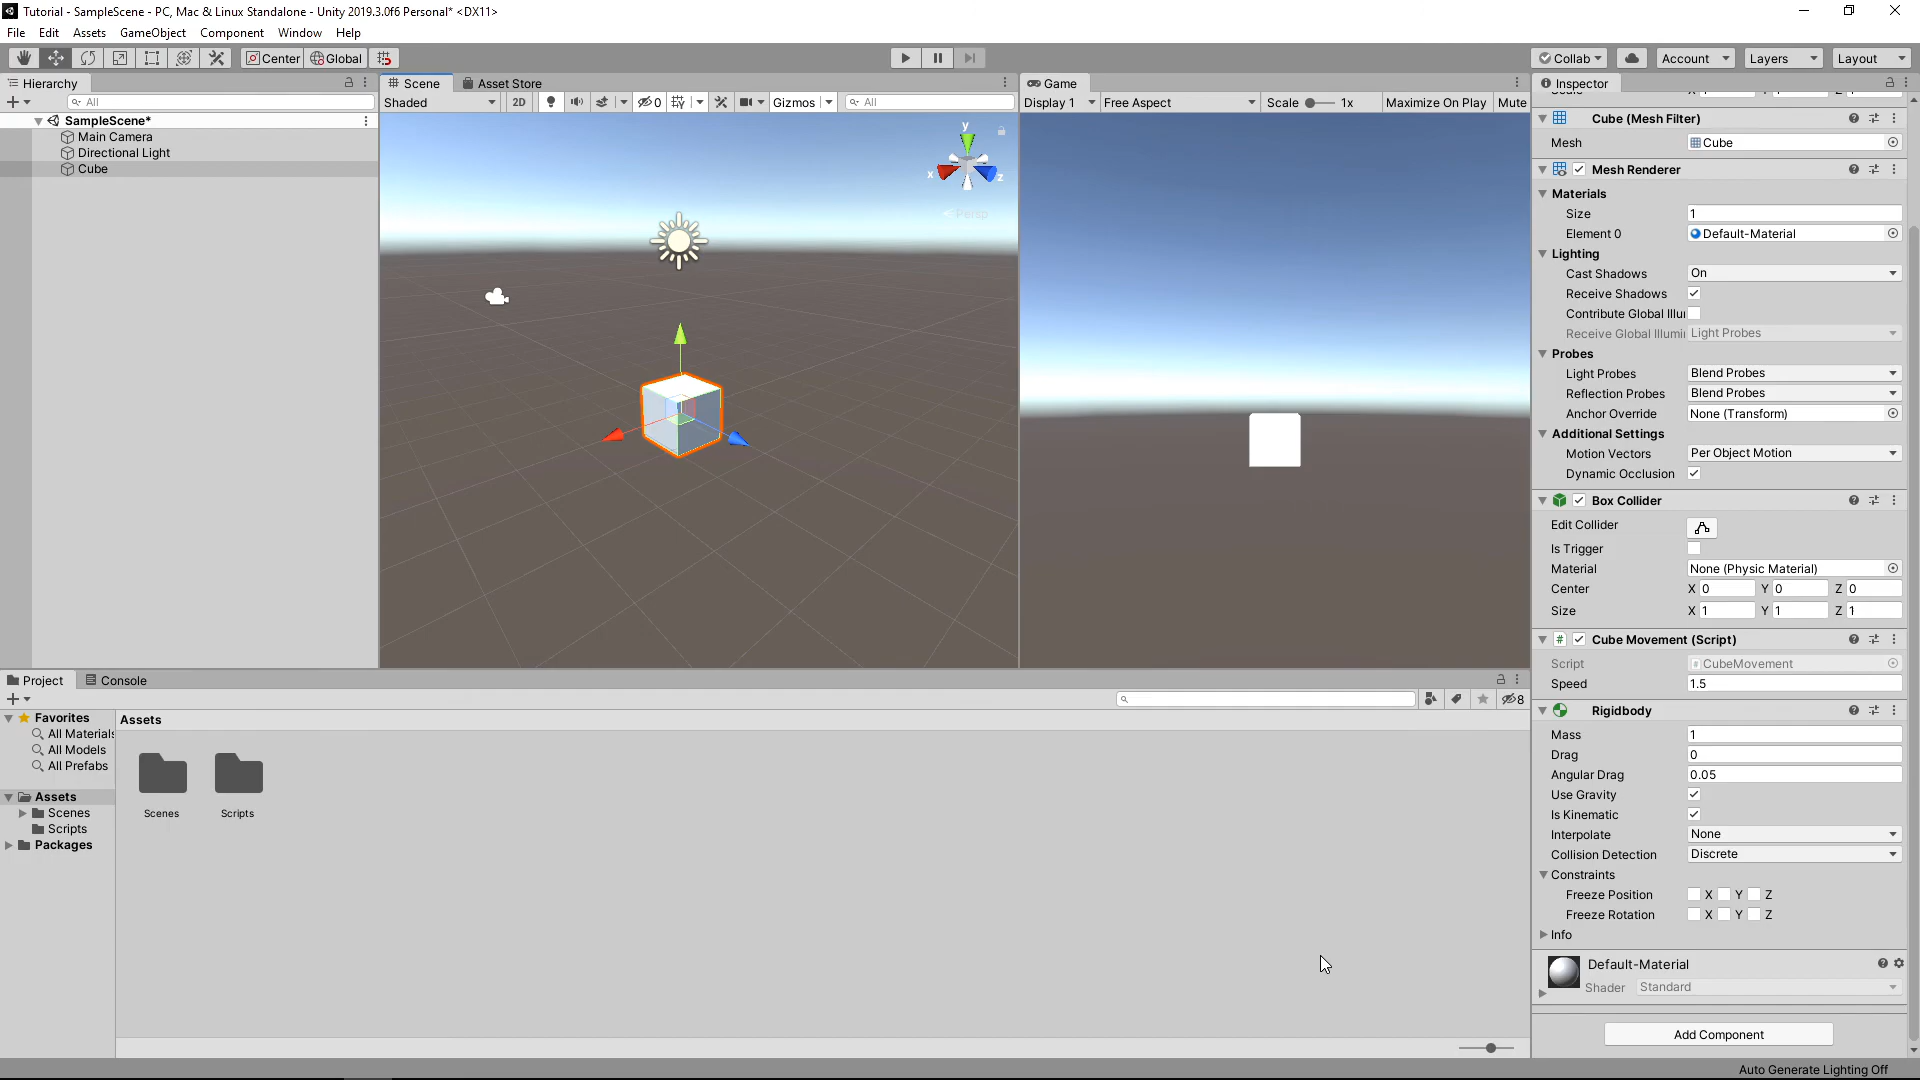 Tutorial - SampleScene - PC, Mac & Linux Standalone - Unity 2019.3.0f6 Personal* <DX11>
File Edit Assets GameObject Component Window Help
Center Global Collab Account Layers Layout
Hierarchy
All
SampleScene*
Main Camera
Directional Light
Cube
Scene Asset Store
Shaded 2D 0 Gizmos All
y
x z
Persp
Game
Display 1 Free Aspect Scale 1x Maximize On Play Mute
Inspector
Cube (Mesh Filter)
Mesh Cube
Mesh Renderer
Materials
Size 1
Element 0 Default-Material
Lighting
Cast Shadows On
Receive Shadows
Contribute Global Illu
Receive Global Illumi Light Probes
Probes
Light Probes Blend Probes
Reflection Probes Blend Probes
Anchor Override None (Transform)
Additional Settings
Motion Vectors Per Object Motion
Dynamic Occlusion
Box Collider
Edit Collider
Is Trigger
Material None (Physic Material)
Center X 0 Y 0 Z 0
Size X 1 Y 1 Z 1
# Cube Movement (Script)
Script CubeMovement
Speed 1.5
Rigidbody
Mass 1
Drag 0
Angular Drag 0.05
Use Gravity
Is Kinematic
Interpolate None
Collision Detection Discrete
Constraints
Freeze Position X Y Z
Freeze Rotation X Y Z
Info
Default-Material
Shader Standard
Add Component
Project Console
8
Favorites
All Materials
All Models
All Prefabs
Assets
Scenes
Scripts
Packages
Assets
Scenes Scripts
Auto Generate Lighting Off